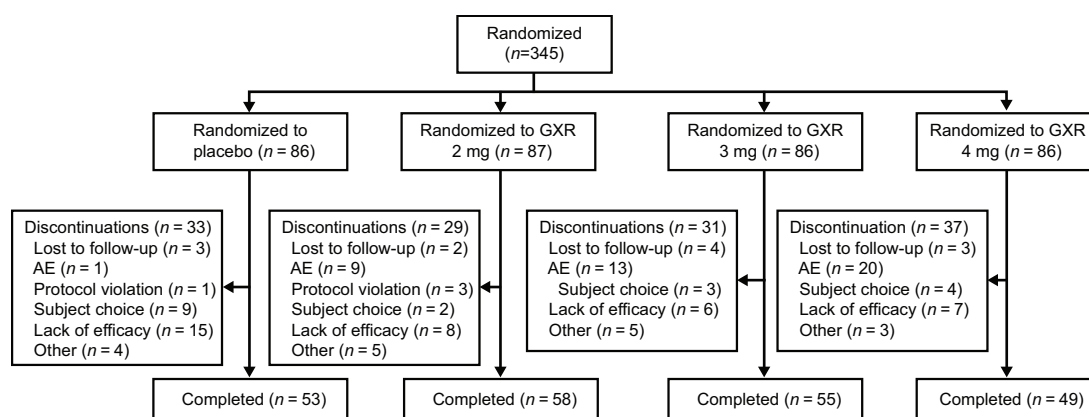 Randomized
(n=345)
Randomized to
placebo (n = 86)
Randomized to GXR
2 mg (n = 87)
Randomized to GXR
3 mg (n = 86)
Randomized to GXR
4 mg (n = 86)
Discontinuations (n = 33)
Lost to follow-up (n = 3)
AE (n = 1)
Protocol violation (n = 1)
Subject choice (n = 9)
Lack of efficacy (n = 15)
Other (n = 4)
Discontinuations (n = 29)
Lost to follow-up (n = 2)
AE (n = 9)
Protocol violation (n = 3)
Subject choice (n = 2)
Lack of efficacy (n = 8)
Other (n = 5)
Discontinuations (n = 31)
Lost to follow-up (n = 4)
AE (n = 13)
Subject choice (n = 3)
Lack of efficacy (n = 6)
Other (n = 5)
Discontinuation (n = 37)
Lost to follow-up (n = 3)
AE (n = 20)
Subject choice (n = 4)
Lack of efficacy (n = 7)
Other (n = 3)
Completed (n = 53)
Completed (n = 58)
Completed (n = 55)
Completed (n = 49)